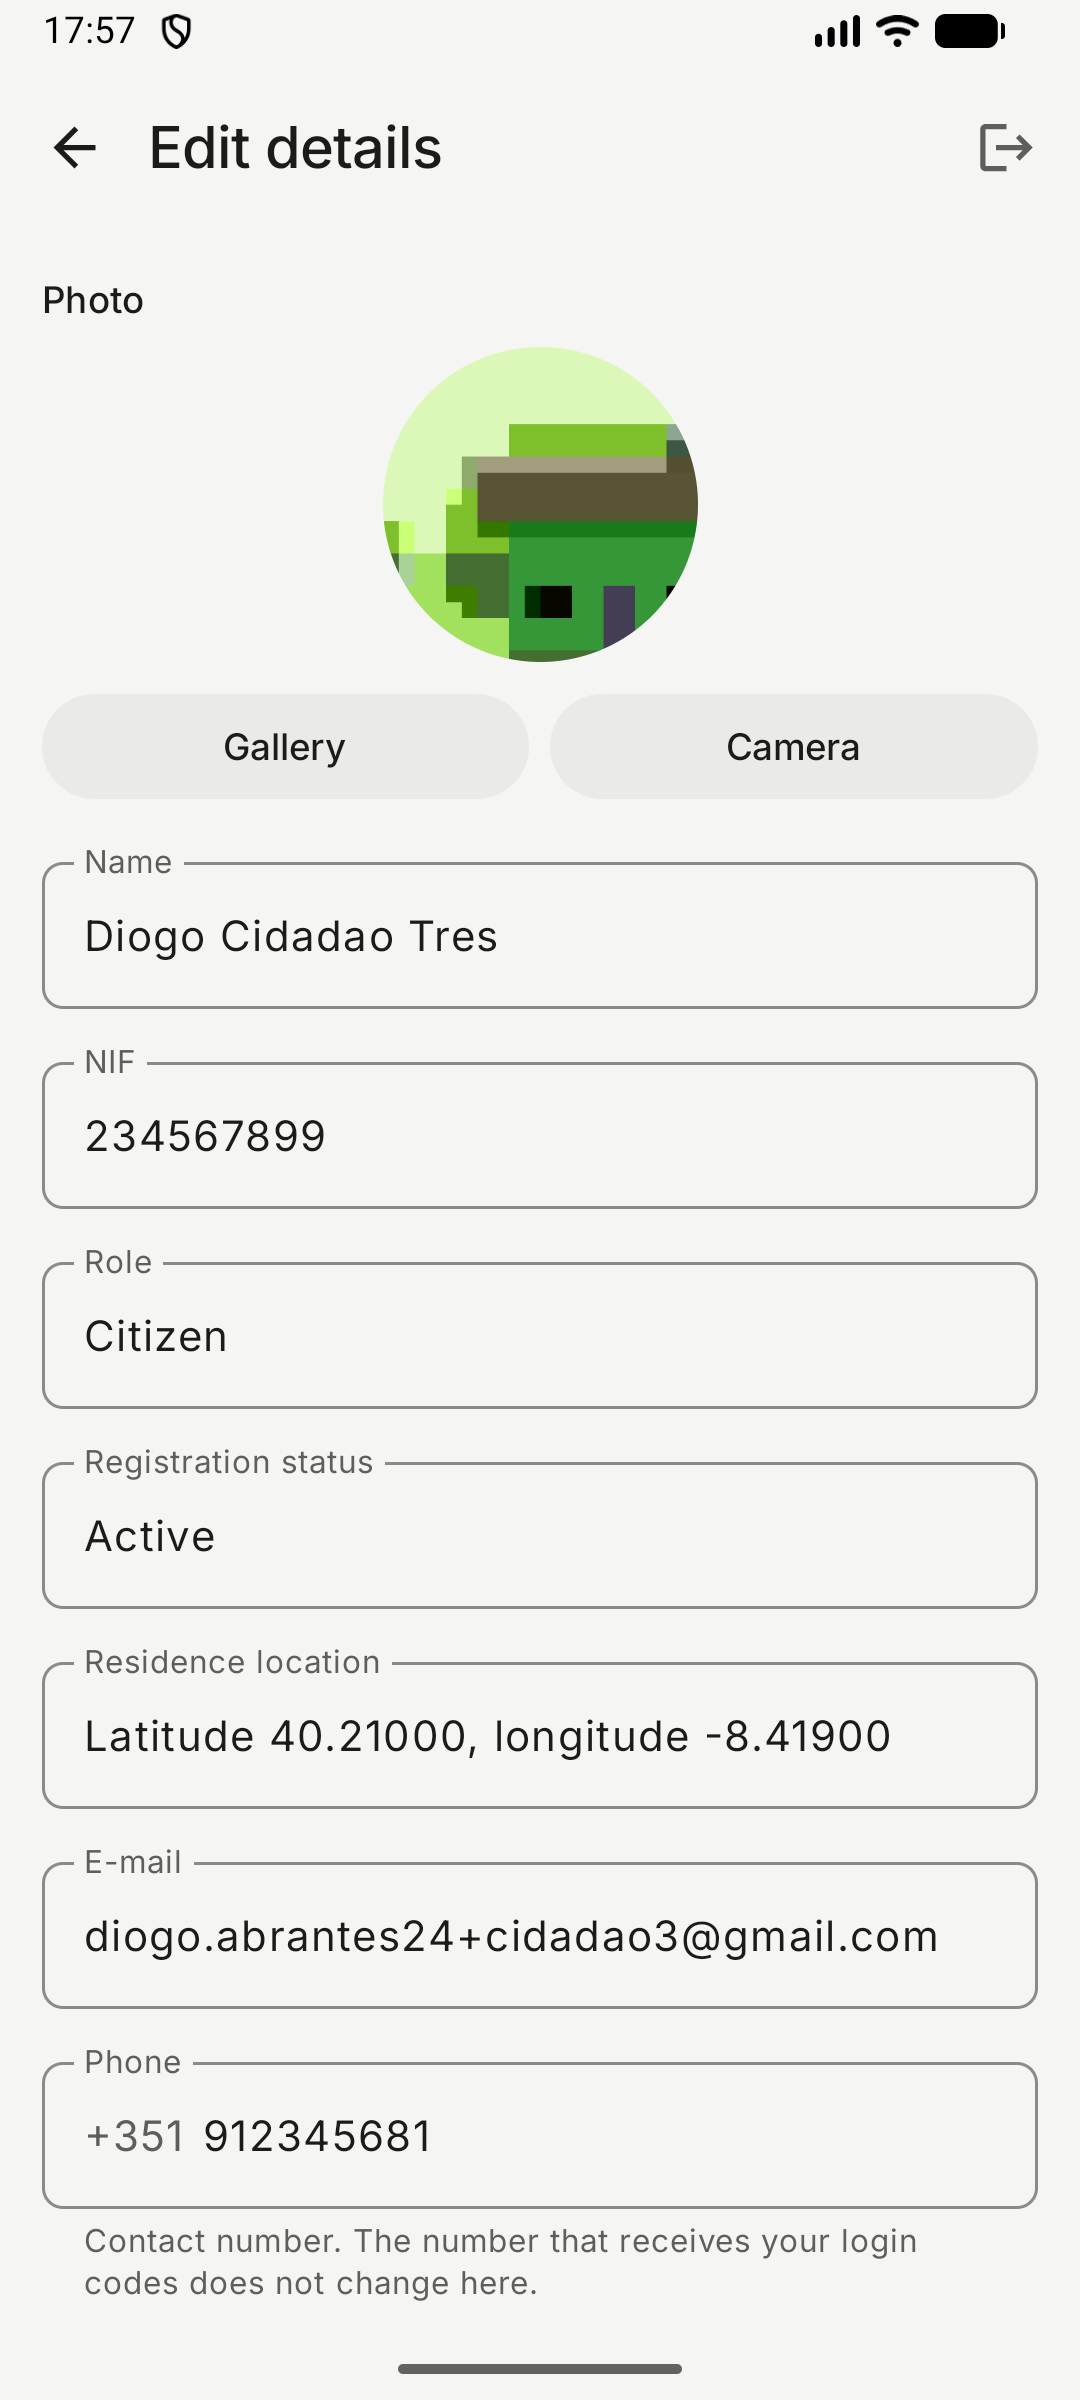 17:57
Edit details
Photo
Gallery
Camera
Name
Diogo Cidadao Tres
NIF
234567899
Role
Citizen
Registration status
Active
Residence location
Latitude 40.21000, longitude -8.41900
E-mail
diogo.abrantes24+cidadao3@gmail.com
Phone
+351 912345681
Contact number. The number that receives your login
codes does not change here.